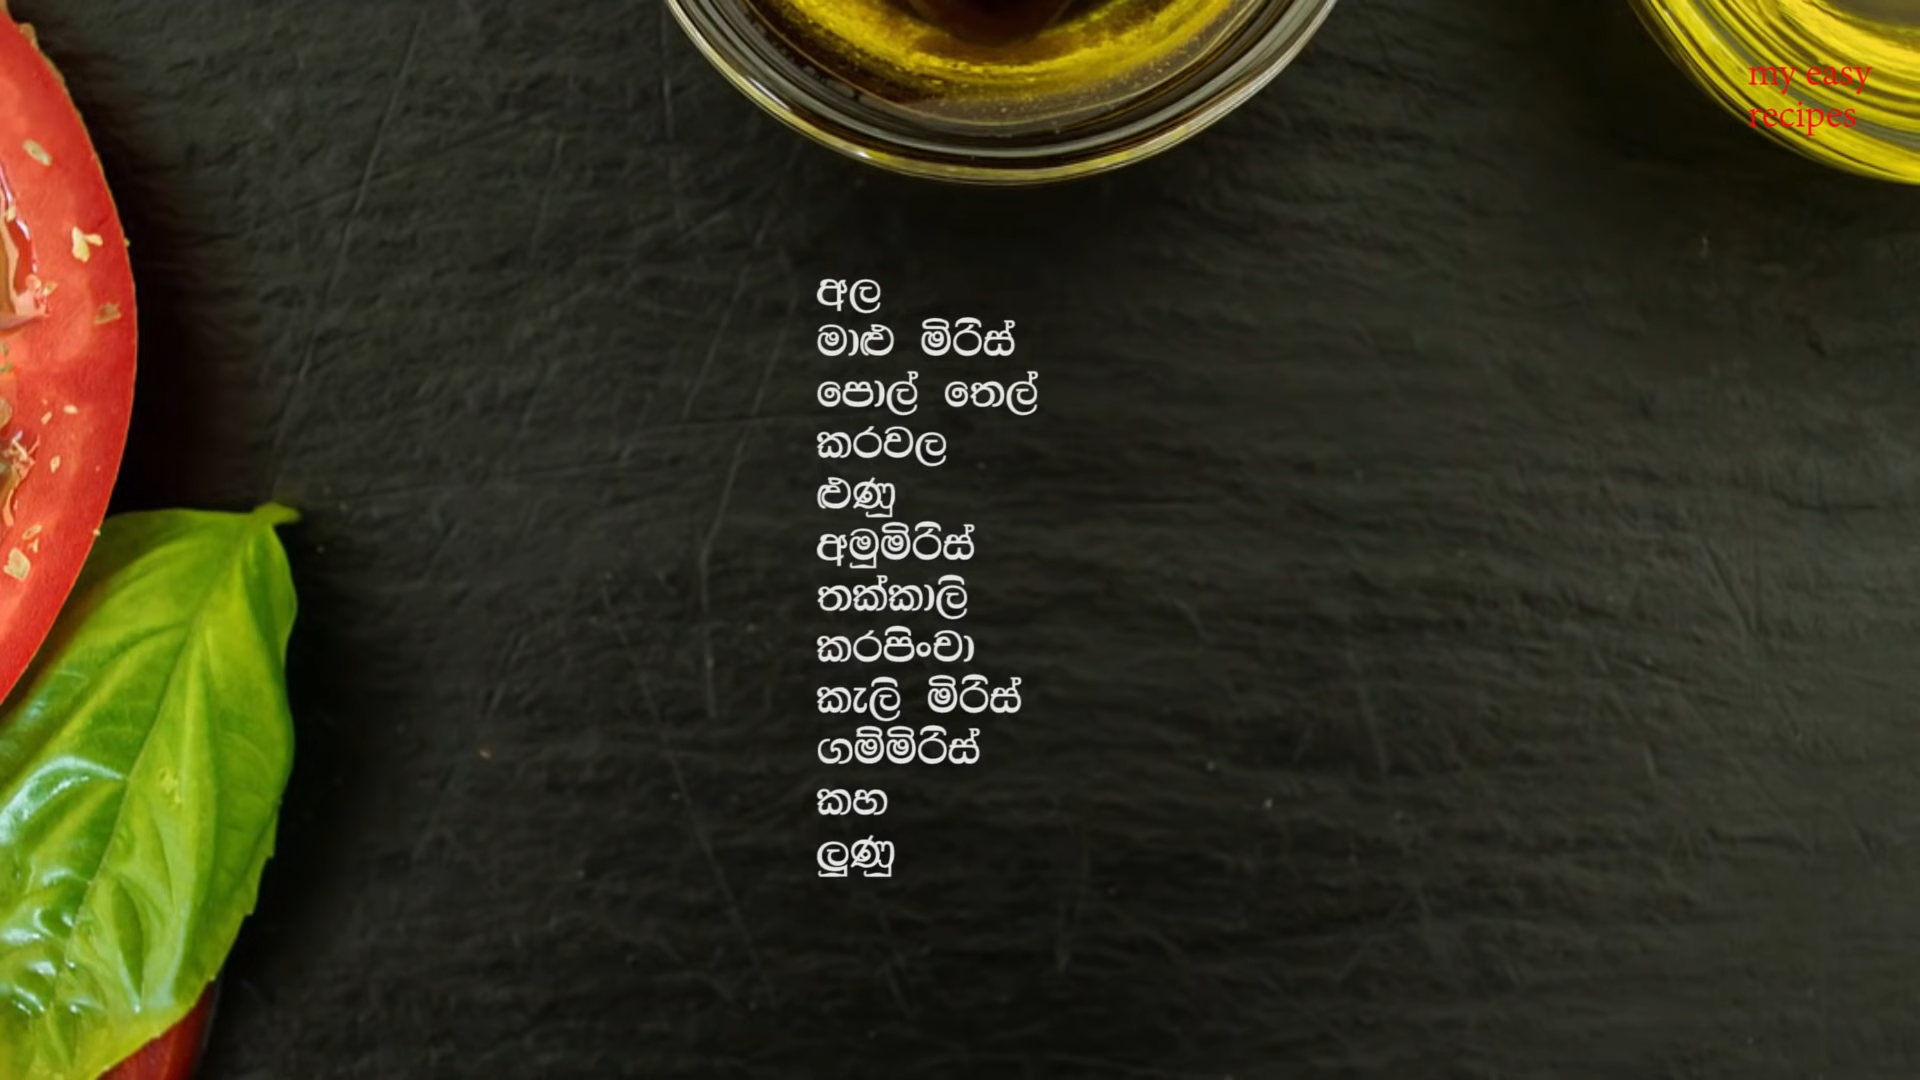 my easy
recipes
අල
මාළු මිරිස්
පොල් තෙල්
කරවල
ළුණු
අමුමිරිස්
තක්කාලි
කරපිංචා
කැලි මිරිස්
ගම්මිරිස්
කහ
ලුණු